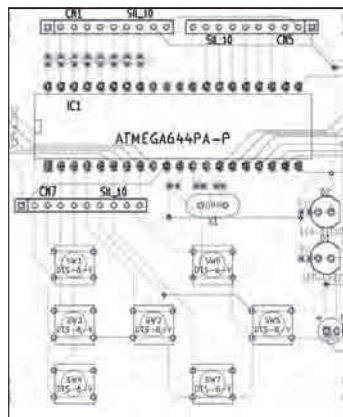 CN1 SIL_10
SIL_10 CN5
IC1
ATMEGA644PA-P
CN7 SIL_10
X1
SW1
DTS-6/Y
SW6
DTS-6/Y
SW2
DTS-6/Y
SW3
DTS-6/Y
SW5
DTS-6/Y
SW4
DTS-6/Y
SW7
DTS-6/Y